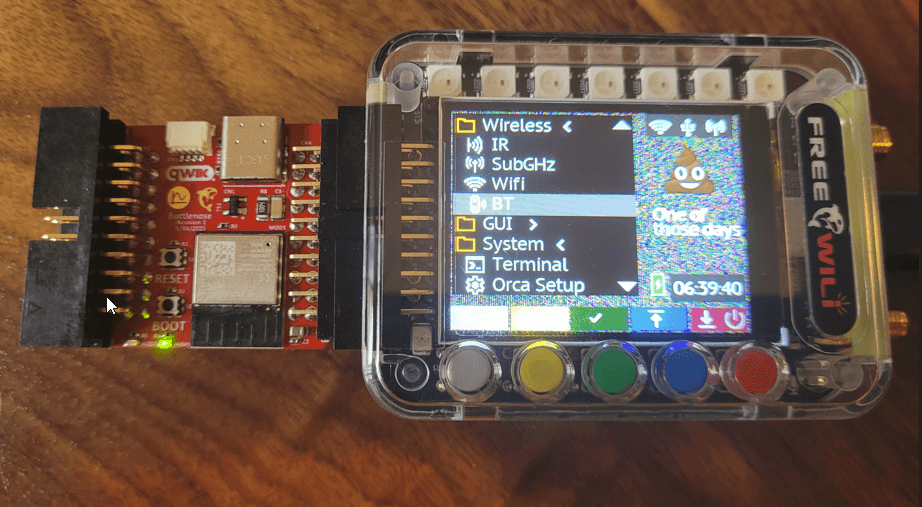 Wireless <
IR
SubGHz
Wifi
BT
GUI >
System <
Terminal
Orca Setup
One of
those days
06:39:40
FREE WiLi
QWIK
Bottlenose
RESET
BOOT